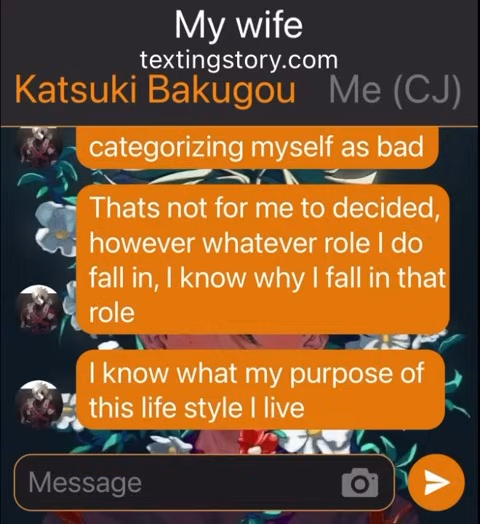 My wife
textingstory.com
Katsuki Bakugou Me (CJ)
categorizing myself as bad
Thats not for me to decided,
however whatever role I do
fall in, I know why I fall in that
role
I know what my purpose of
this life style I live
Message